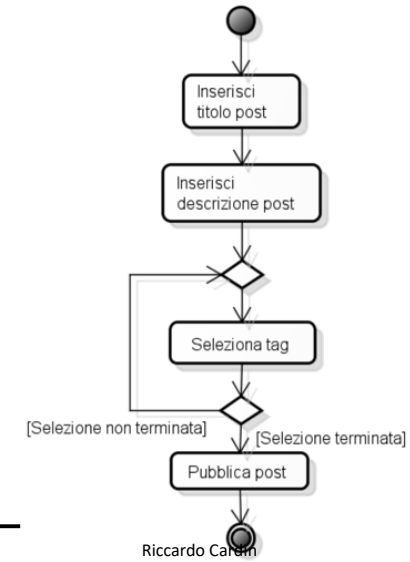 Inserisci
titolo post
Inserisci
descrizione post
Seleziona tag
[Selezione non terminata]
[Selezione terminata]
Pubblica post
Riccardo Cardin